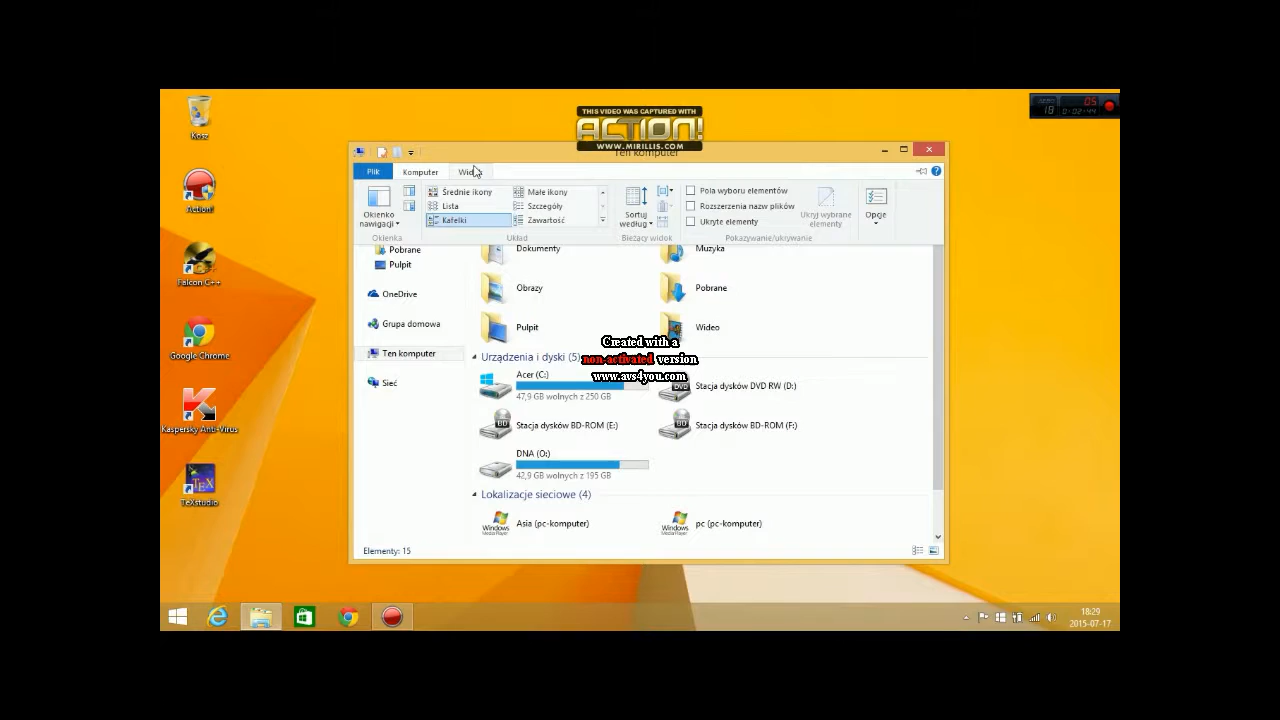 THIS VIDEO WAS CAPTURED WITH
ACTION!
WWW.MIRILLIS.COM
Ten komputer
Plik
Komputer
Okienko
nawigacji
Okienka
Średnie ikony
Małe ikony
Lista
Szczegóły
Kafelki
Zawartość
Układ
Sortuj
według
Bieżący widok
Pola wyboru elementów
Rozszerzenia nazw plików
Ukryte elementy
Ukryj wybrane
elementy
Pokazywanie/ukrywanie
Opcje
Pobrane
Pulpit
OneDrive
Grupa domowa
Ten komputer
Sieć
Dokumenty
Muzyka
Obrazy
Pobrane
Pulpit
Wideo
Created with a
non-activated version
www.avs4you.com
Urządzenia i dyski (5)
Acer (C:)
47,9 GB wolnych z 250 GB
Stacja dysków DVD RW (D:)
Stacja dysków BD-ROM (E:)
Stacja dysków BD-ROM (F:)
DNA (O:)
42,9 GB wolnych z 195 GB
Lokalizacje sieciowe (4)
Asia (pc-komputer)
pc (pc-komputer)
Elementy: 15
Kosz
Action!
Falcon C++
Google Chrome
Kaspersky Anti-Virus
TeXstudio
18:29
2015-07-17